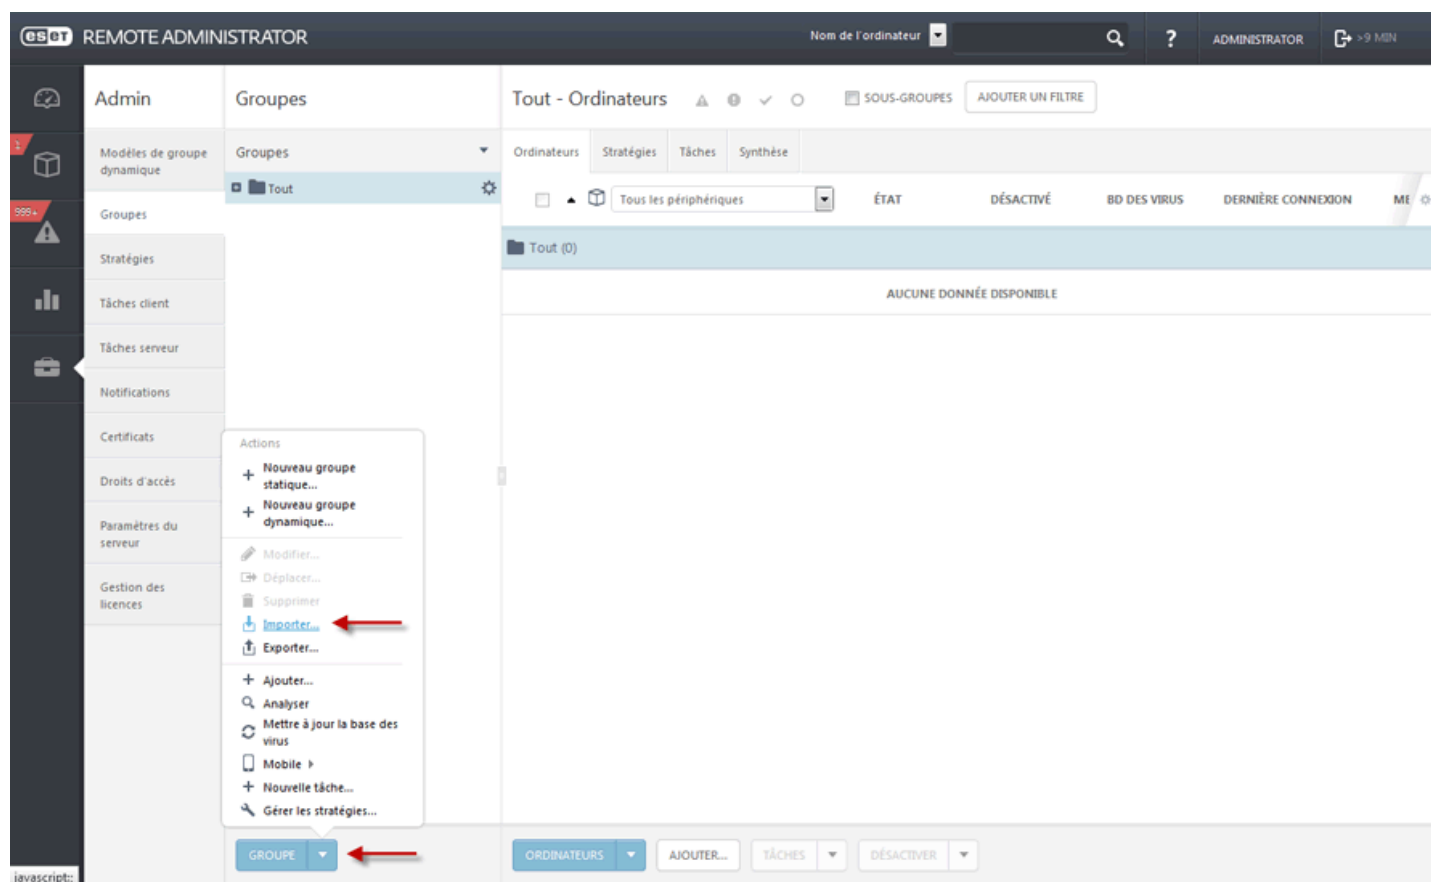 eset REMOTE ADMINISTRATOR
Nom de l'ordinateur
?
ADMINISTRATOR
>9 MIN
Admin
Groupes
Tout - Ordinateurs
SOUS-GROUPES
AJOUTER UN FILTRE
1
999+
Modèles de groupe
dynamique
Groupes
Stratégies
Tâches client
Tâches serveur
Notifications
Certificats
Droits d'accès
Paramètres du
serveur
Gestion des
licences
Groupes
Tout
Ordinateurs
Stratégies
Tâches
Synthèse
Tous les périphériques
ÉTAT
DÉSACTIVÉ
BD DES VIRUS
DERNIÈRE CONNEXION
ME
Tout (0)
AUCUNE DONNÉE DISPONIBLE
Actions
Nouveau groupe
statique...
Nouveau groupe
dynamique...
Modifier...
Déplacer...
Supprimer
Importer...
Exporter...
Ajouter...
Analyser
Mettre à jour la base des
virus
Mobile
Nouvelle tâche...
Gérer les stratégies...
GROUPE
ORDINATEURS
AJOUTER...
TÂCHES
DÉSACTIVER
javascript:;